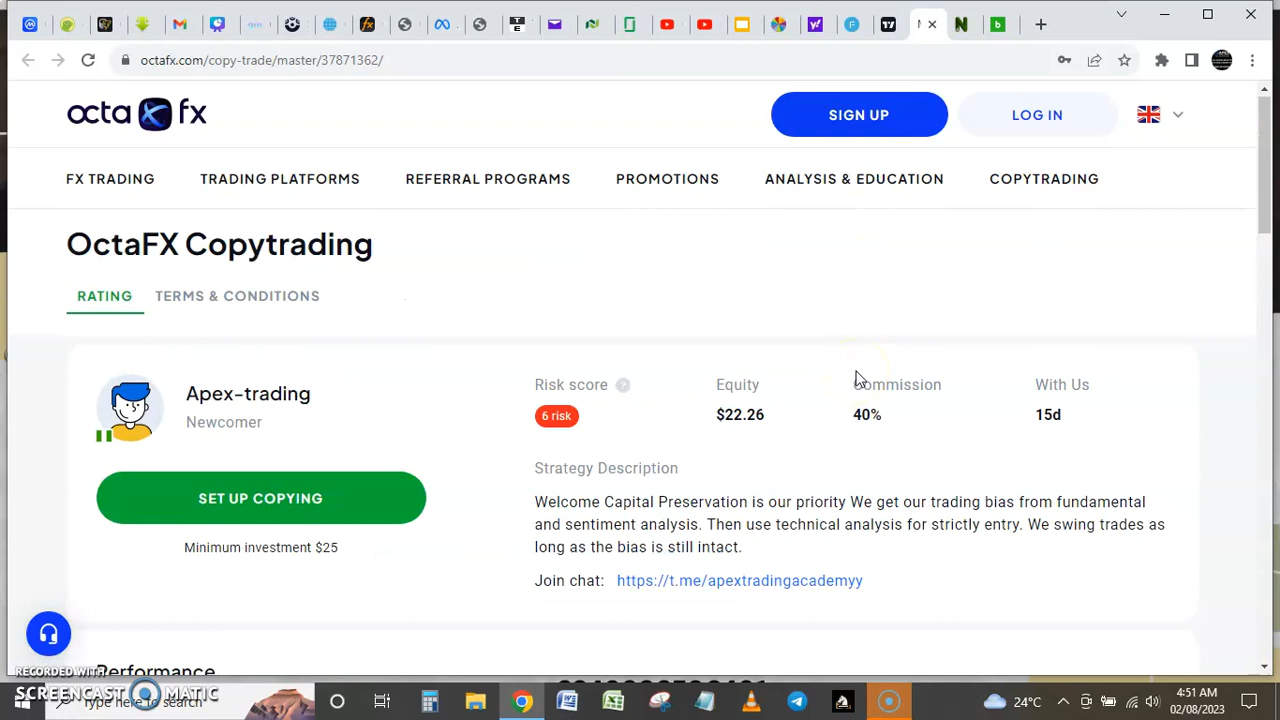 octafx.com/copy-trade/master/37871362/
octa fx
SIGN UP
LOG IN
FX TRADING
TRADING PLATFORMS
REFERRAL PROGRAMS
PROMOTIONS
ANALYSIS & EDUCATION
COPYTRADING
OctaFX Copytrading
RATING
TERMS & CONDITIONS
Apex-trading
Newcomer
SET UP COPYING
Minimum investment $25
Risk score ?
6 risk
Equity
$22.26
Commission
40%
With Us
15d
Strategy Description
Welcome Capital Preservation is our priority We get our trading bias from fundamental
and sentiment analysis. Then use technical analysis for strictly entry. We swing trades as
long as the bias is still intact.
Join chat: https://t.me/apextradingacademyy
Performance
RECORDED WITH
SCREENCAST MATIC
Type here to search
24°C
4:51 AM
02/08/2023